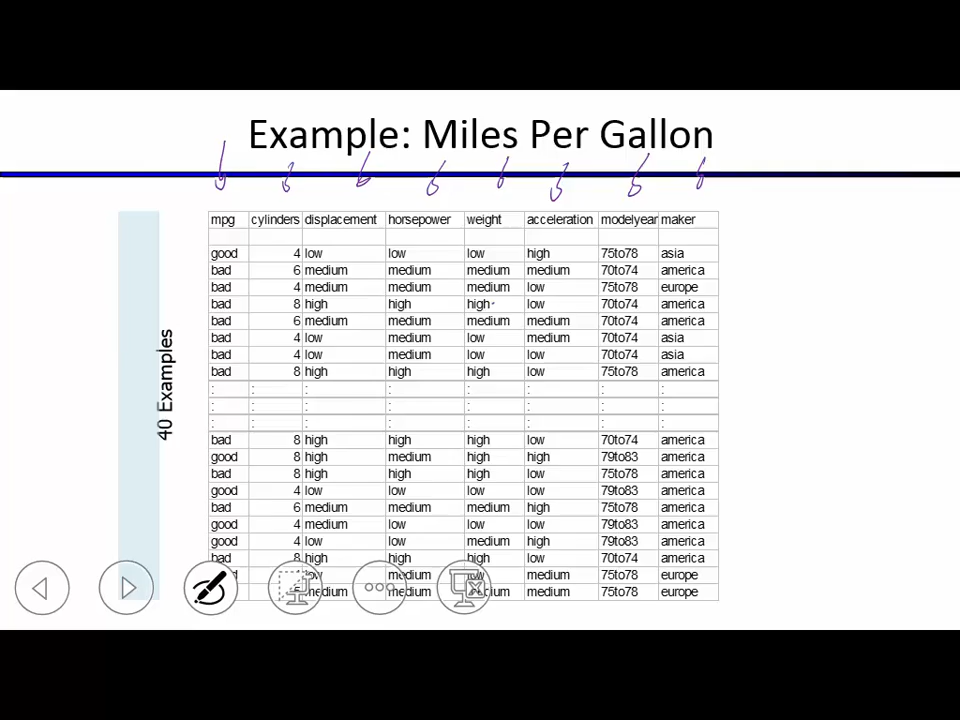 Example: Miles Per Gallon
mpg cylinders displacement horsepower weight acceleration modelyear maker
good 4 low low low high 75to78 asia
bad 6 medium medium medium medium 70to74 america
bad 4 medium medium medium low 75to78 europe
bad 8 high high high low 70to74 america
bad 6 medium medium medium medium 70to74 america
bad 4 low medium low medium 70to74 asia
bad 4 low medium low low 70to74 asia
bad 8 high high high low 75to78 america
: : : : : : : :
: : : : : : : :
: : : : : : : :
bad 8 high high high low 70to74 america
good 8 high medium high high 79to83 america
bad 8 high high high low 75to78 america
good 4 low low low low 79to83 america
bad 6 medium medium medium high 75to78 america
good 4 medium low low low 79to83 america
good 4 low low medium high 79to83 america
bad 8 high high high low 70to74 america
low medium low medium 75to78 europe
medium medium medium medium 75to78 europe
40 Examples